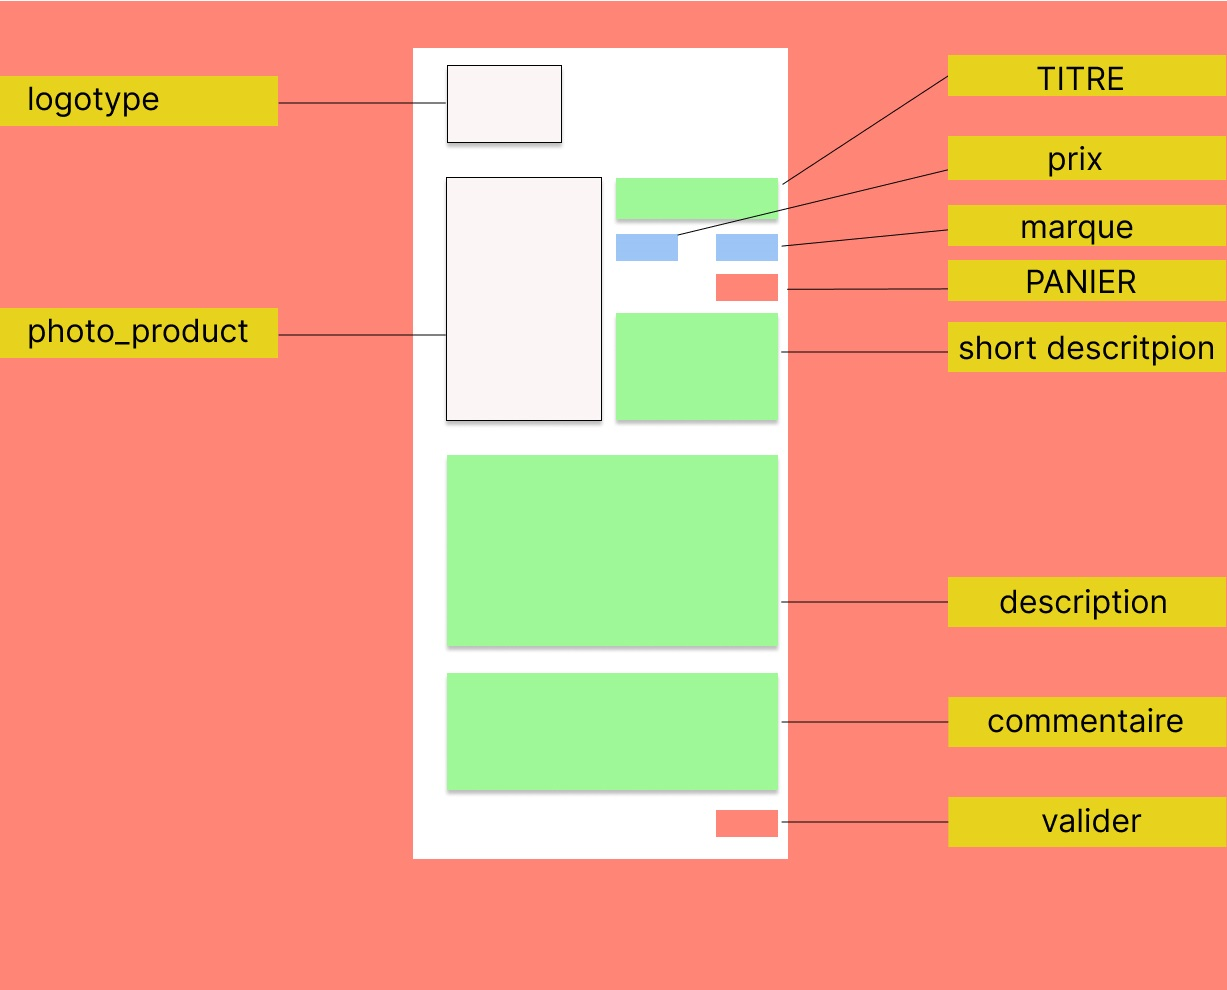 logotype
photo_product
TITRE
prix
marque
PANIER
short descritpion
description
commentaire
valider